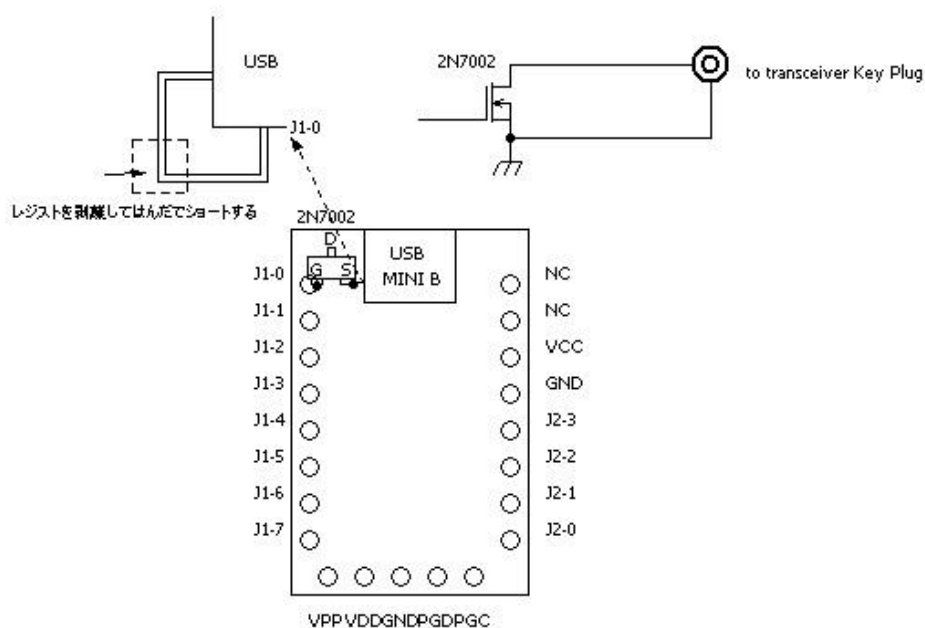 USB
J1-0
レジストを剥離してはんだでショートする
2N7002
to transceiver Key Plug
2N7002
D
G S
USB
MINI B
J1-0
J1-1
J1-2
J1-3
J1-4
J1-5
J1-6
J1-7
NC
NC
VCC
GND
J2-3
J2-2
J2-1
J2-0
VPPVDDGNDPGDPGC